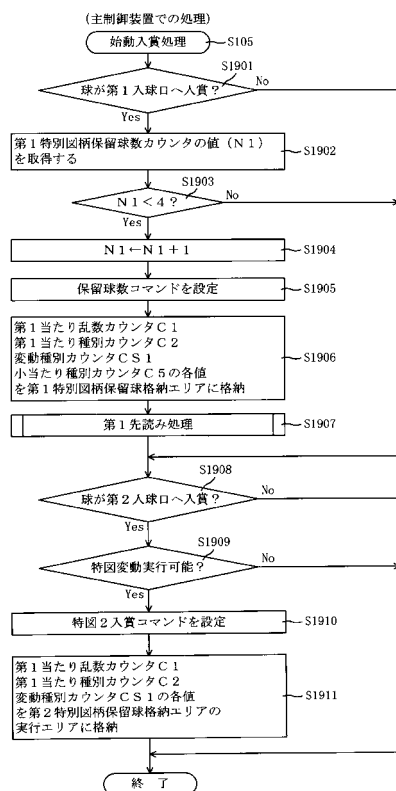 (主制御装置での処理)
始動入賞処理
S105
S1901
球が第1入球口へ入賞?
No
Yes
第1特別図柄保留球数カウンタの値(N1)
を取得する
S1902
S1903
N1<4?
No
Yes
N1←N1+1
S1904
保留球数コマンドを設定
S1905
第1当たり乱数カウンタC1
第1当たり種別カウンタC2
変動種別カウンタCS1
小当たり種別カウンタC5の各値
を第1特別図柄保留球格納エリアに格納
S1906
第1先読み処理
S1907
S1908
球が第2入球口へ入賞?
No
Yes
S1909
特図変動実行可能?
No
Yes
特図2入賞コマンドを設定
S1910
第1当たり乱数カウンタC1
第1当たり種別カウンタC2
変動種別カウンタCS1の各値
を第2特別図柄保留球格納エリアの
実行エリアに格納
S1911
終了